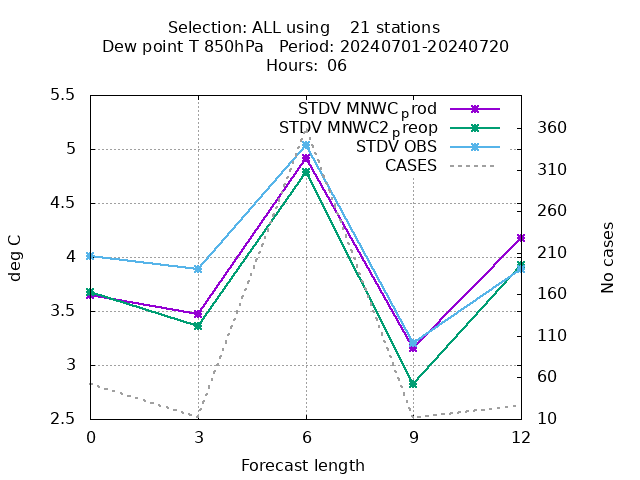 Selection: ALL using    21 stations
Dew point T 850hPa   Period: 20240701-20240720
Hours: 06
STDV MNWCprod
STDV MNWC2preop
STDV OBS
CASES
5.5
5
4.5
4
3.5
3
2.5
deg C
360
310
260
210
160
110
60
10
No cases
0 3 6 9 12
Forecast length